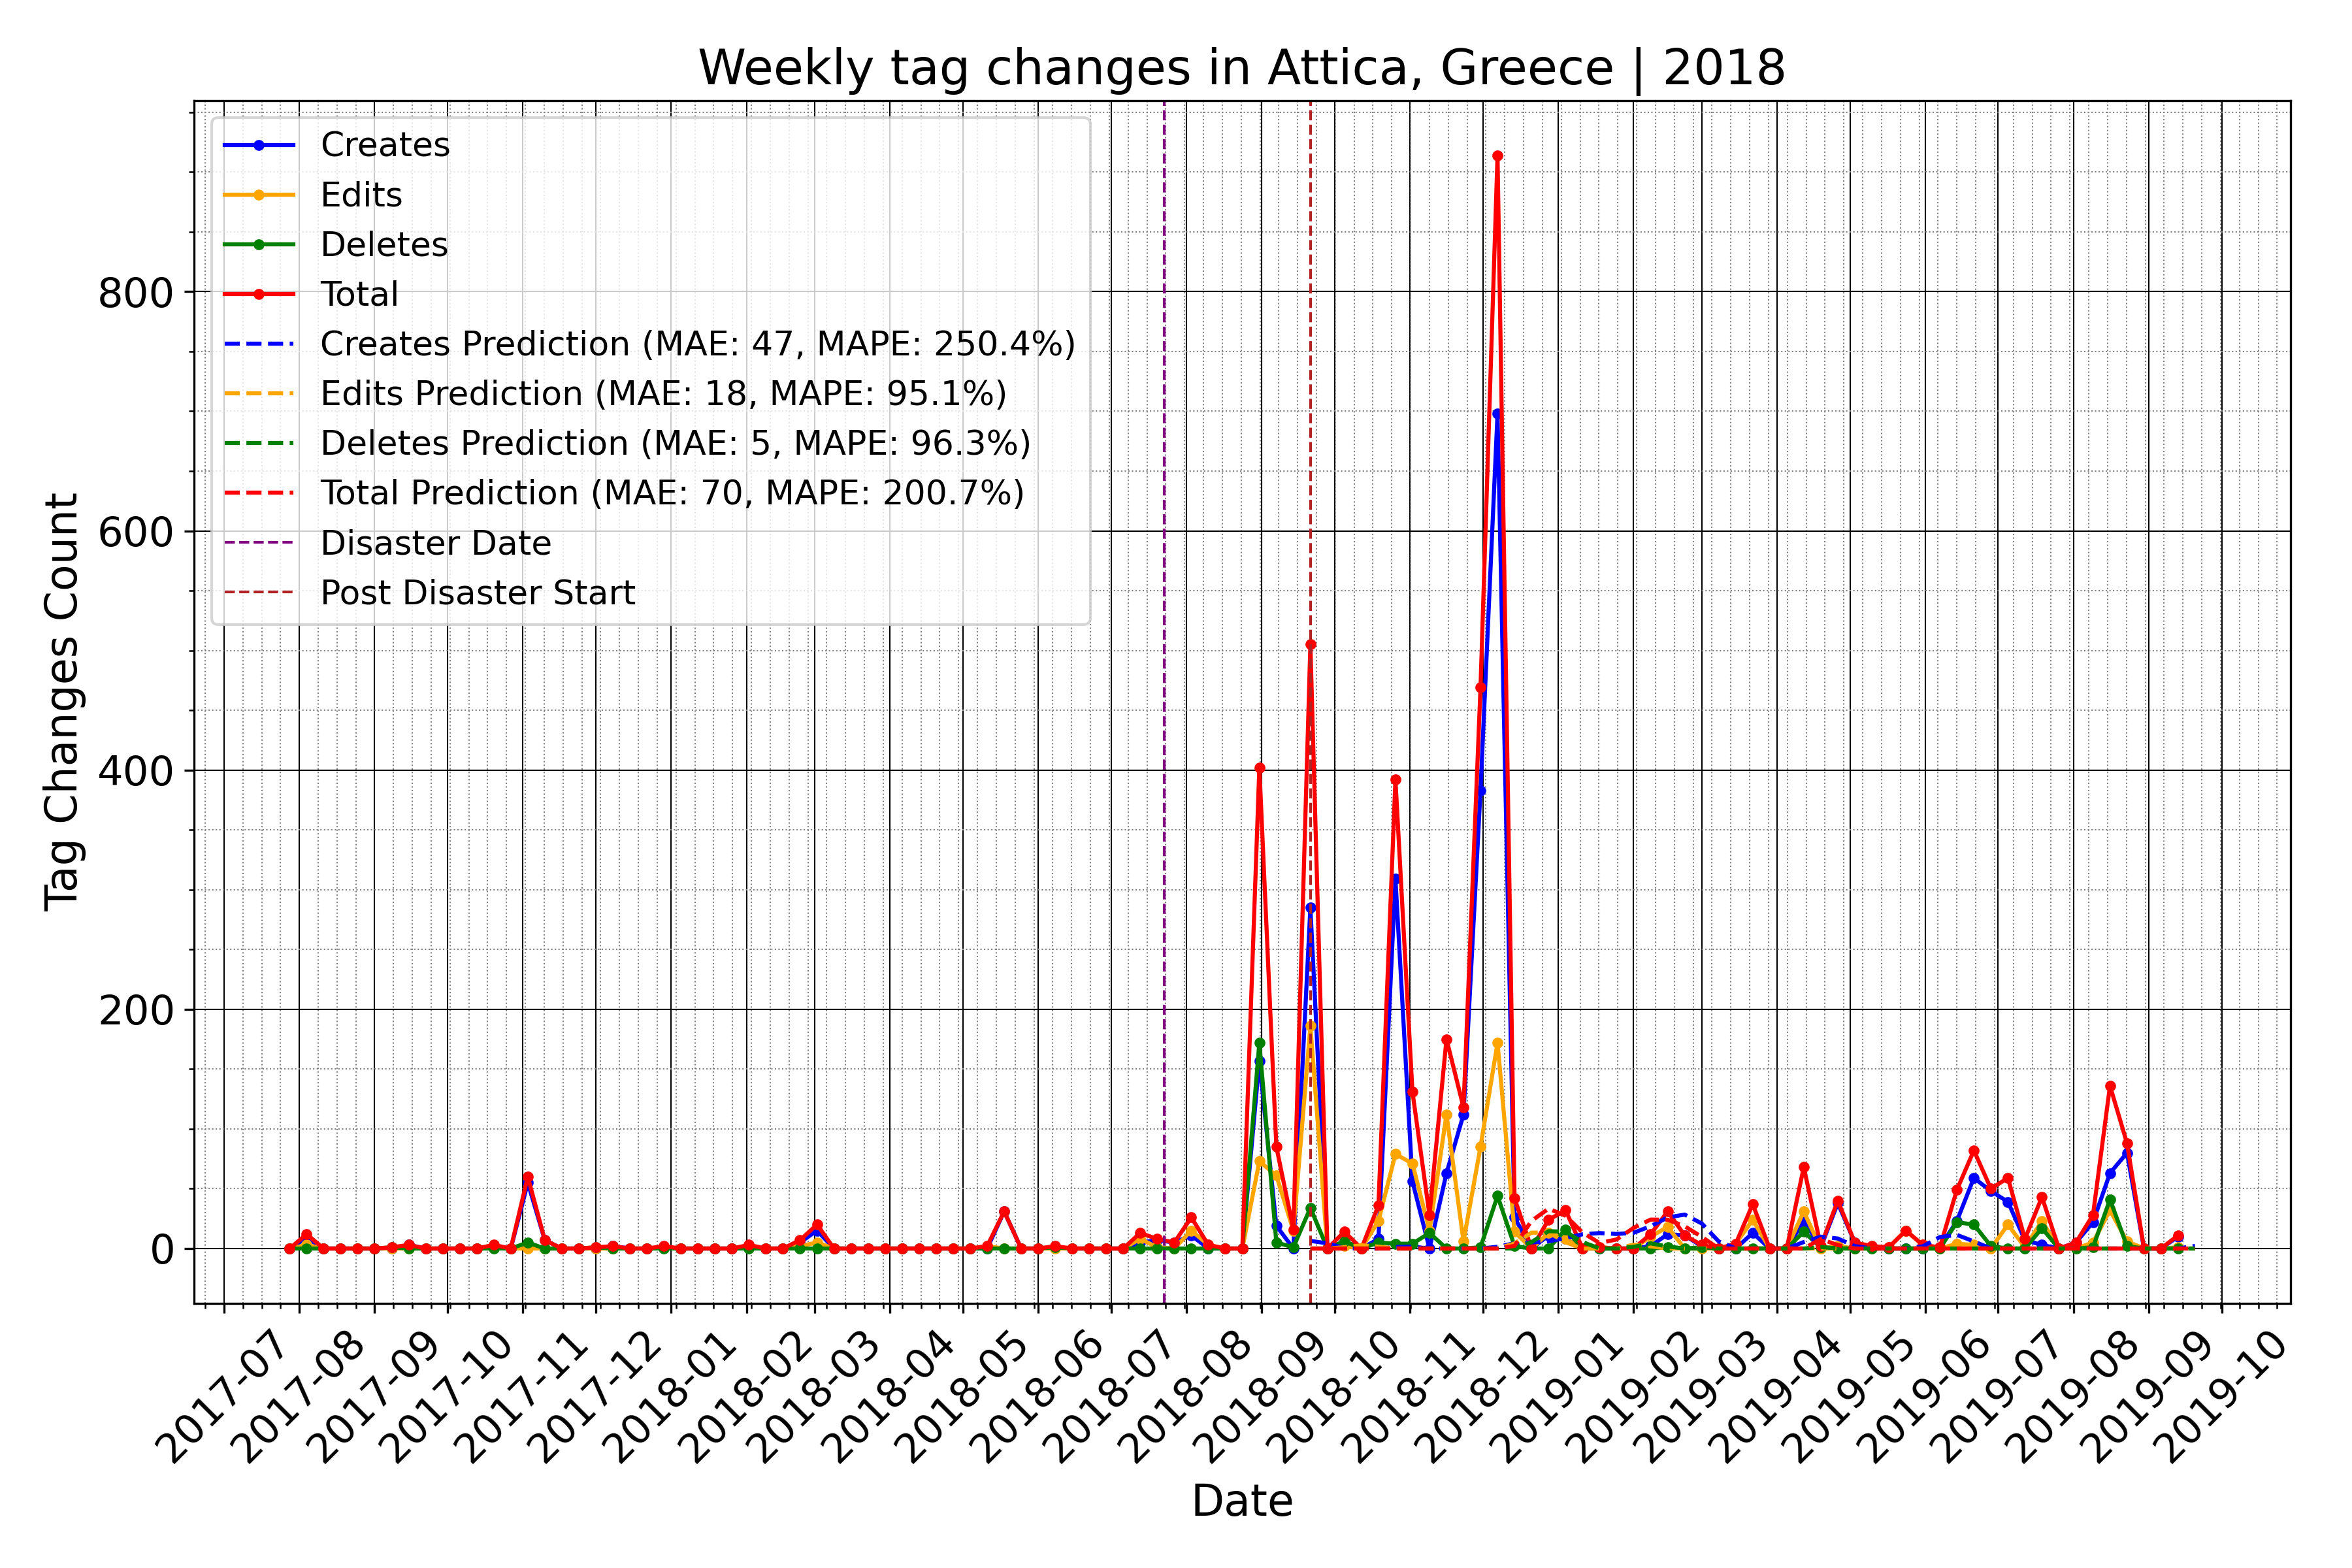 Weekly tag changes in Attica, Greece | 2018
Creates
Edits
Deletes
Total
Creates Prediction (MAE: 47, MAPE: 250.4%)
Edits Prediction (MAE: 18, MAPE: 95.1%)
Deletes Prediction (MAE: 5, MAPE: 96.3%)
Total Prediction (MAE: 70, MAPE: 200.7%)
Disaster Date
Post Disaster Start
Tag Changes Count
800
600
400
200
0
2017-07
2017-08
2017-09
2017-10
2017-11
2017-12
2018-01
2018-02
2018-03
2018-04
2018-05
2018-06
2018-07
2018-08
2018-09
2018-10
2018-11
2018-12
2019-01
2019-02
2019-03
2019-04
2019-05
2019-06
2019-07
2019-08
2019-09
2019-10
Date